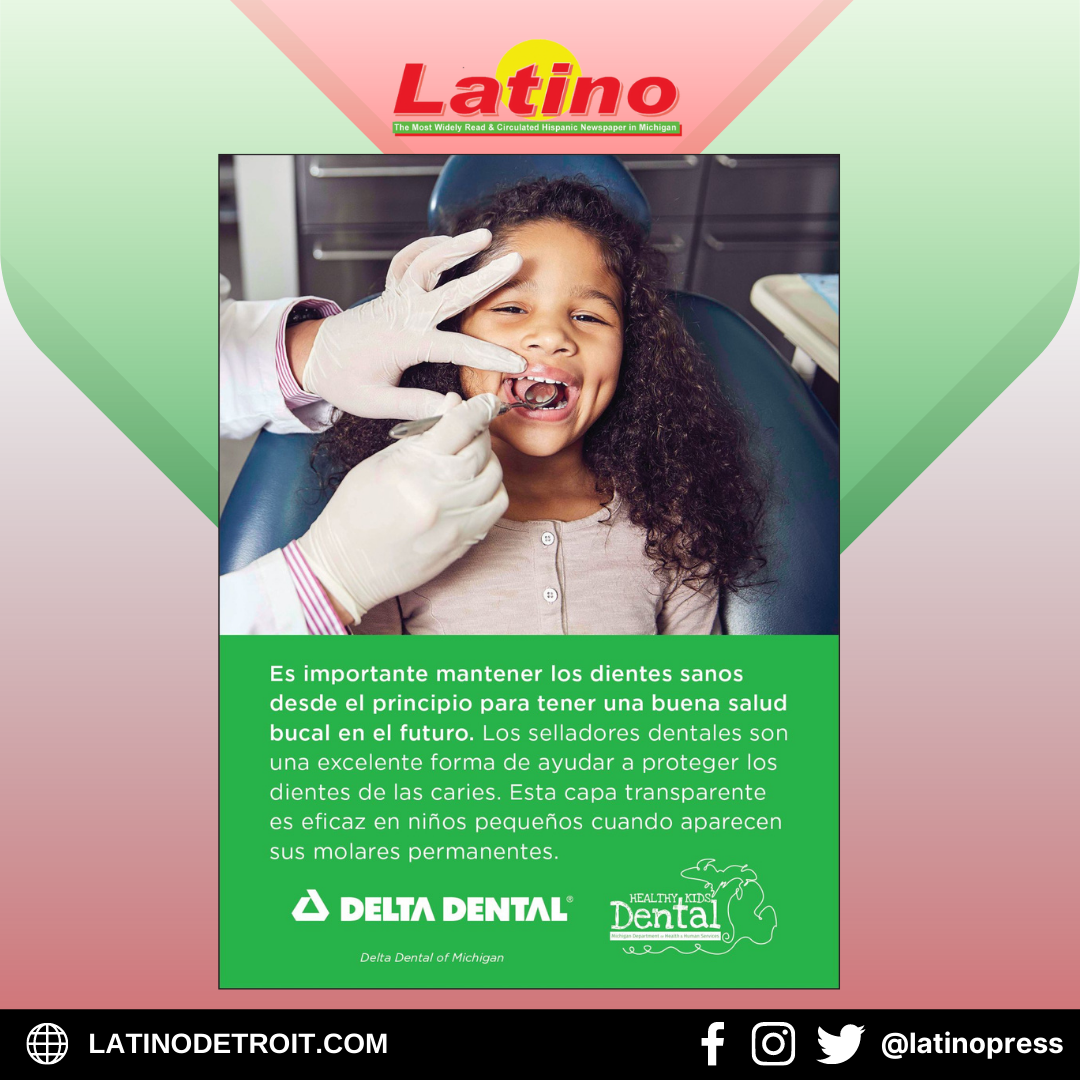 Latino
The Most Widely Read & Circulated Hispanic Newspaper in Michigan
Es importante mantener los dientes sanos
desde el principio para tener una buena salud
bucal en el futuro. Los selladores dentales son
una excelente forma de ayudar a proteger los
dientes de las caries. Esta capa transparente
es eficaz en niños pequeños cuando aparecen
sus molares permanentes.
DELTA DENTAL®
Delta Dental of Michigan
HEALTHY KIDS
Dental
Michigan Department of Health & Human Services
LATINODETROIT.COM
@latinopress